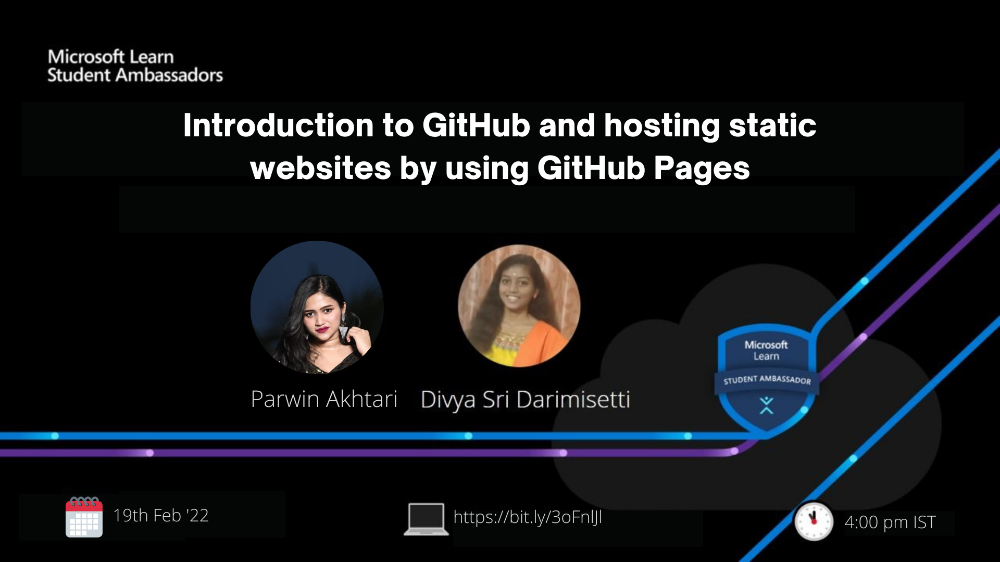 Microsoft Learn
Student Ambassadors
Introduction to GitHub and hosting static
websites by using GitHub Pages
Parwin Akhtari
Divya Sri Darimisetti
Microsoft
Learn
STUDENT AMBASSADOR
19th Feb '22
https://bit.ly/3oFnlJl
4:00 pm IST